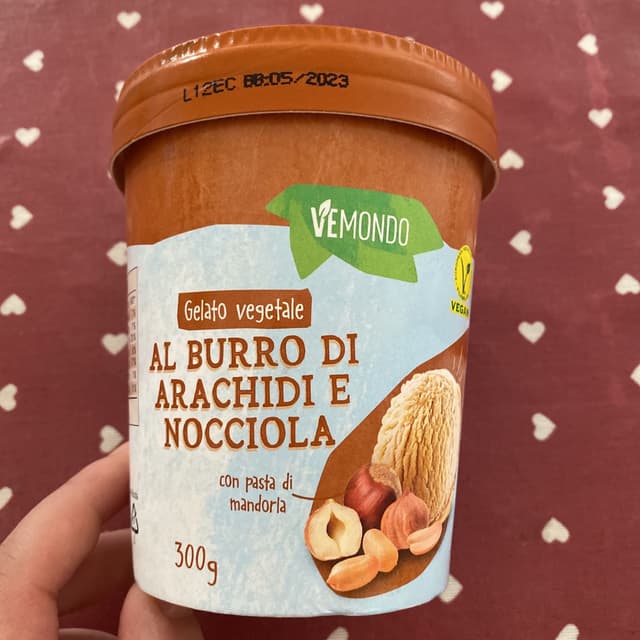 L12EC 08:05/2023
VEMONDO
Gelato vegetale
VEGAN
AL BURRO DI
ARACHIDI E
NOCCIOLA
con pasta di
mandorla
300g